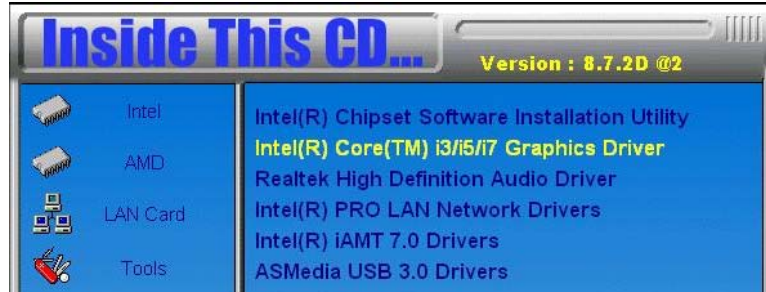 Inside This CD...
Version : 8.7.2D @2
Intel
AMD
LAN Card
Tools
Intel(R) Chipset Software Installation Utility
Intel(R) Core(TM) i3/i5/i7 Graphics Driver
Realtek High Definition Audio Driver
Intel(R) PRO LAN Network Drivers
Intel(R) iAMT 7.0 Drivers
ASMedia USB 3.0 Drivers